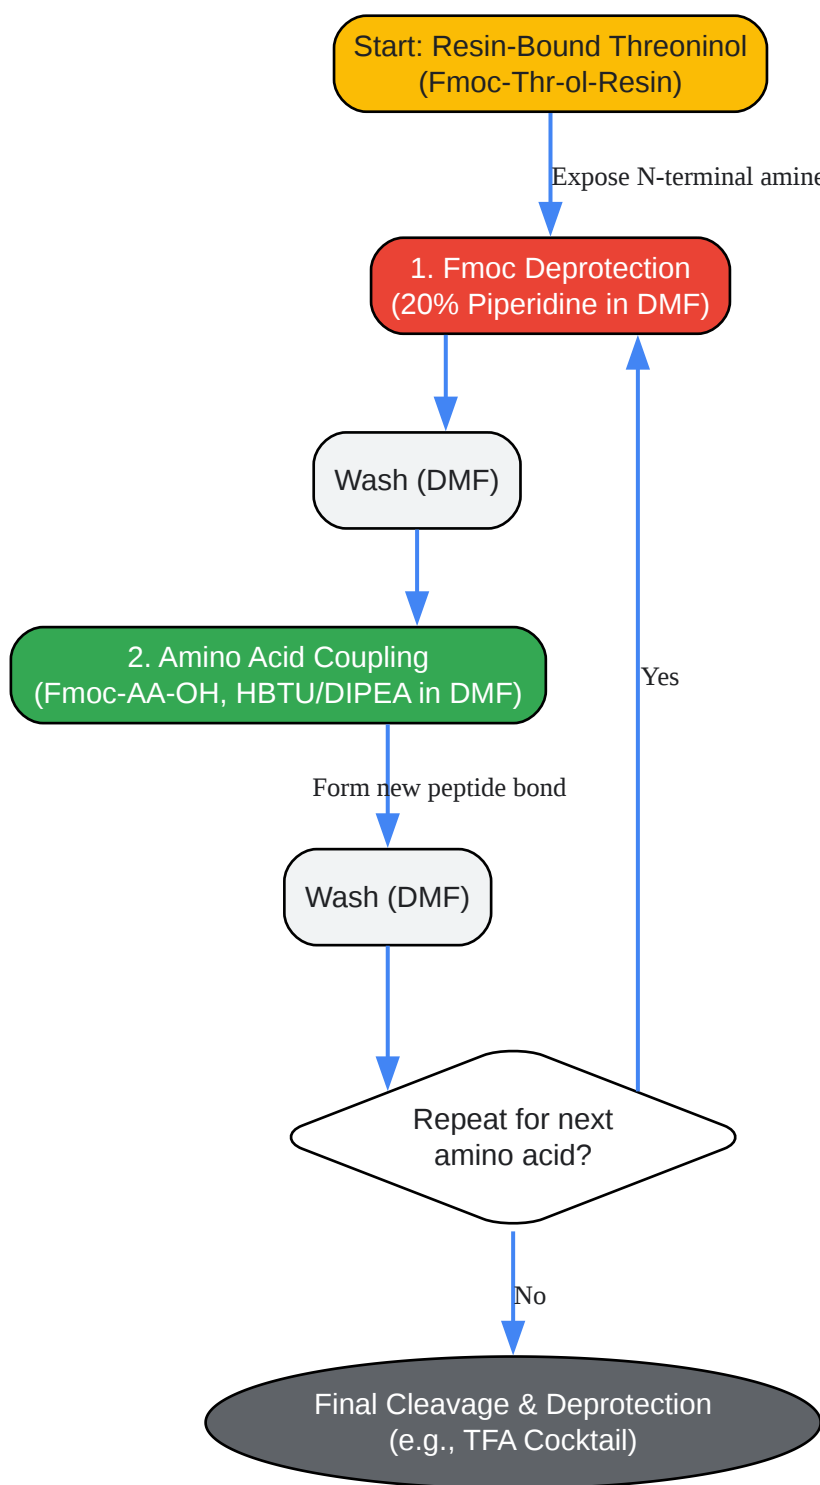 Start: Resin-Bound Threoninol
(Fmoc-Thr-ol-Resin)
Expose N-terminal amine
1. Fmoc Deprotection
(20% Piperidine in DMF)
Wash (DMF)
2. Amino Acid Coupling
(Fmoc-AA-OH, HBTU/DIPEA in DMF)
Yes
Form new peptide bond
Wash (DMF)
Repeat for next
amino acid?
No
Final Cleavage & Deprotection
(e.g., TFA Cocktail)